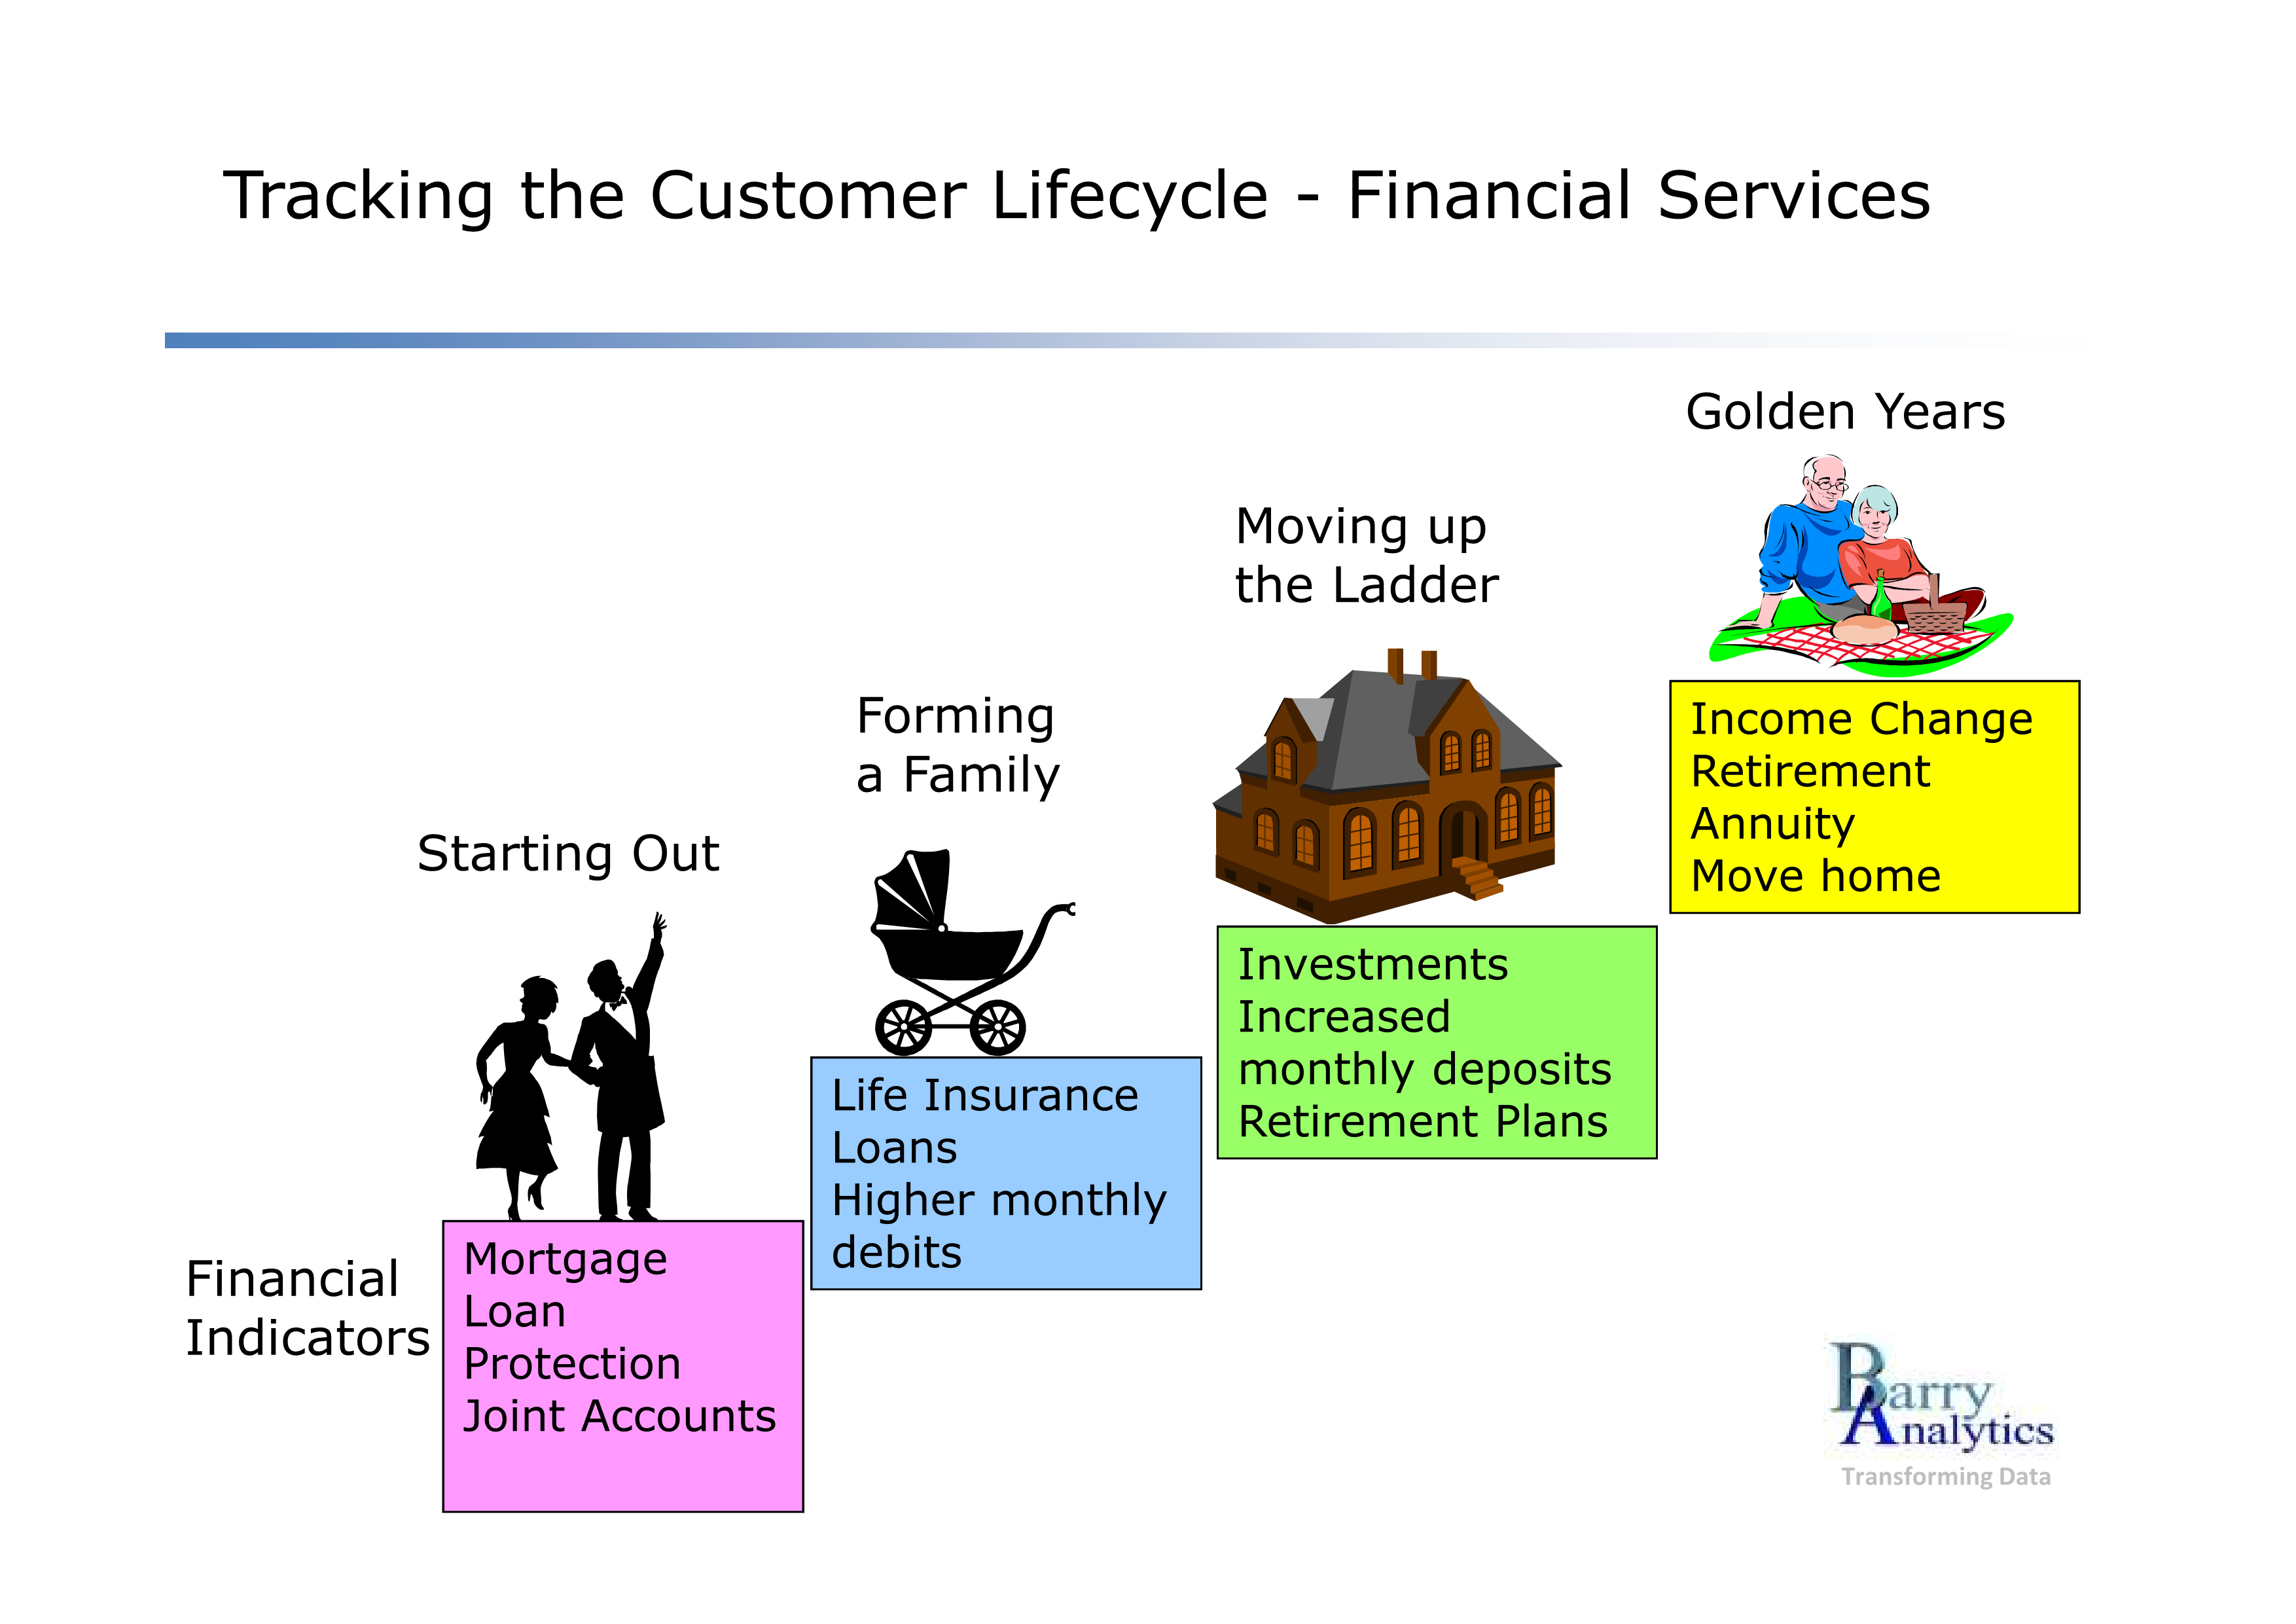 Tracking the Customer Lifecycle - Financial Services
Golden Years
Moving up
the Ladder
Forming
a Family
Starting Out
Income Change
Retirement
Annuity
Move home
Investments
Increased
monthly deposits
Retirement Plans
Life Insurance
Loans
Higher monthly
debits
Financial
Indicators
Mortgage
Loan
Protection
Joint Accounts
Barry
Analytics
Transforming Data